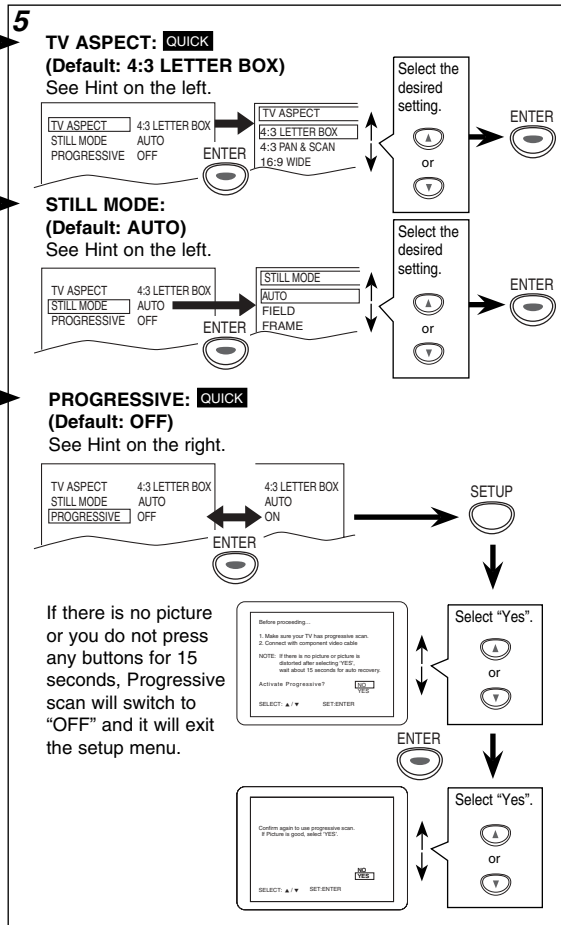 5
TV ASPECT: QUICK
(Default: 4:3 LETTER BOX)
See Hint on the left.
TV ASPECT 4:3 LETTER BOX
STILL MODE AUTO
PROGRESSIVE OFF
ENTER
TV ASPECT
4:3 LETTER BOX
4:3 PAN & SCAN
16:9 WIDE
Select the
desired
setting.
or
ENTER
STILL MODE:
(Default: AUTO)
See Hint on the left.
TV ASPECT 4:3 LETTER BOX
STILL MODE AUTO
PROGRESSIVE OFF
ENTER
STILL MODE
AUTO
FIELD
FRAME
Select the
desired
setting.
or
ENTER
PROGRESSIVE: QUICK
(Default: OFF)
See Hint on the right.
TV ASPECT 4:3 LETTER BOX
STILL MODE AUTO
PROGRESSIVE OFF
ENTER
4:3 LETTER BOX
AUTO
ON
SETUP
If there is no picture
or you do not press
any buttons for 15
seconds, Progressive
scan will switch to
“OFF” and it will exit
the setup menu.
Before proceeding...
1. Make sure your TV has progressive scan.
2. Connect with component video cable
NOTE: If there is no picture or picture is
distorted after selecting 'YES',
wait about 15 seconds for auto recovery.
Activate Progressive? NO
YES
SELECT: ▲ / ▼ SET:ENTER
Select “Yes”.
or
ENTER
Confirm again to use progressive scan.
If Picture is good, select 'YES'.
NO
YES
SELECT: ▲ / ▼ SET:ENTER
Select “Yes”.
or